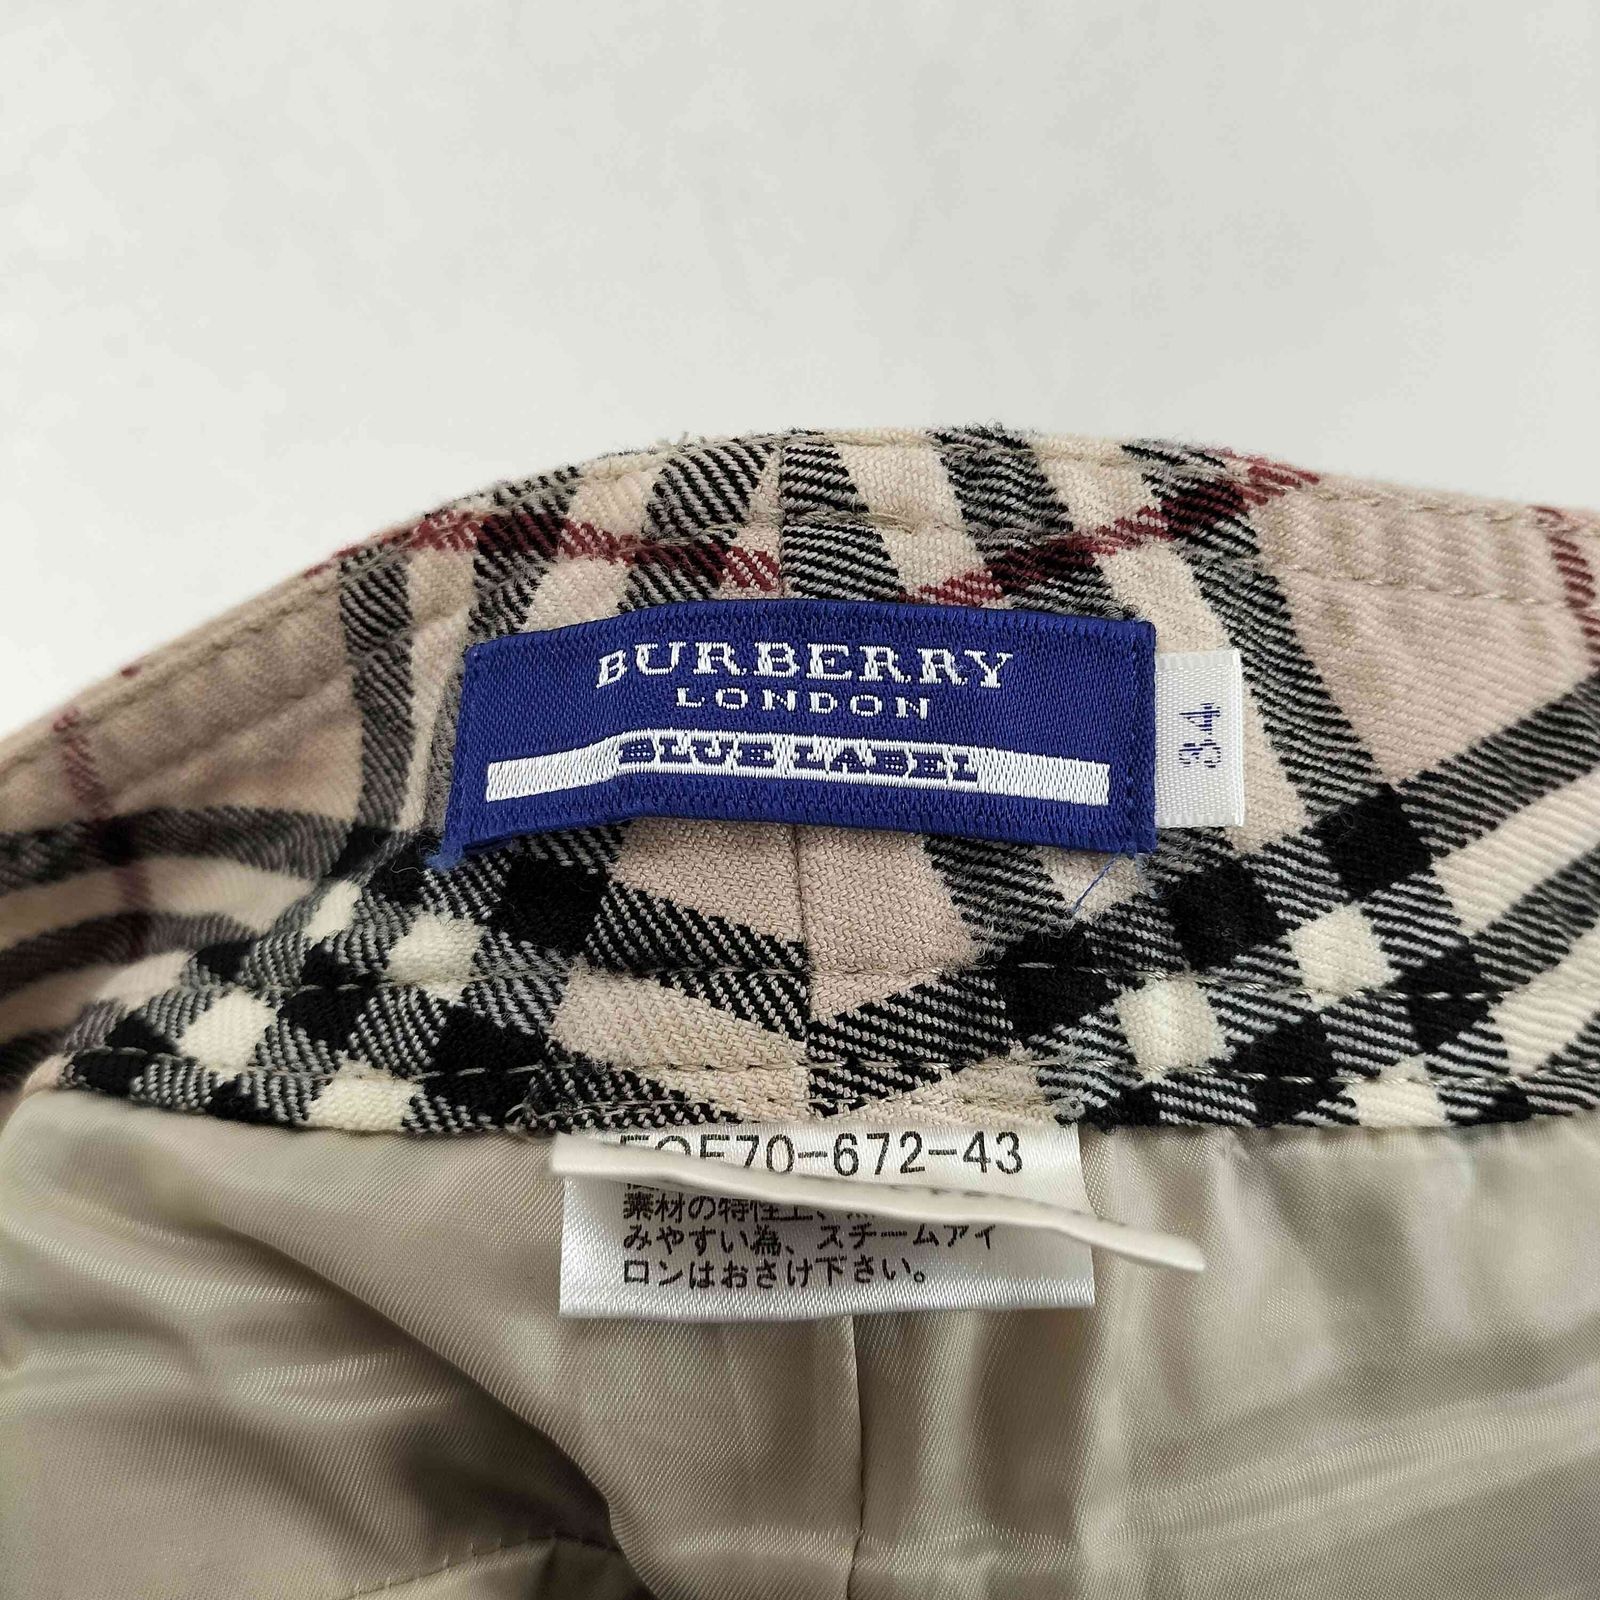 BURBERRY
LONDON
BLUE LABEL
34
70-672-43
素材の特性上、
みやすい為、スチームアイ
ロンはおさけ下さい。